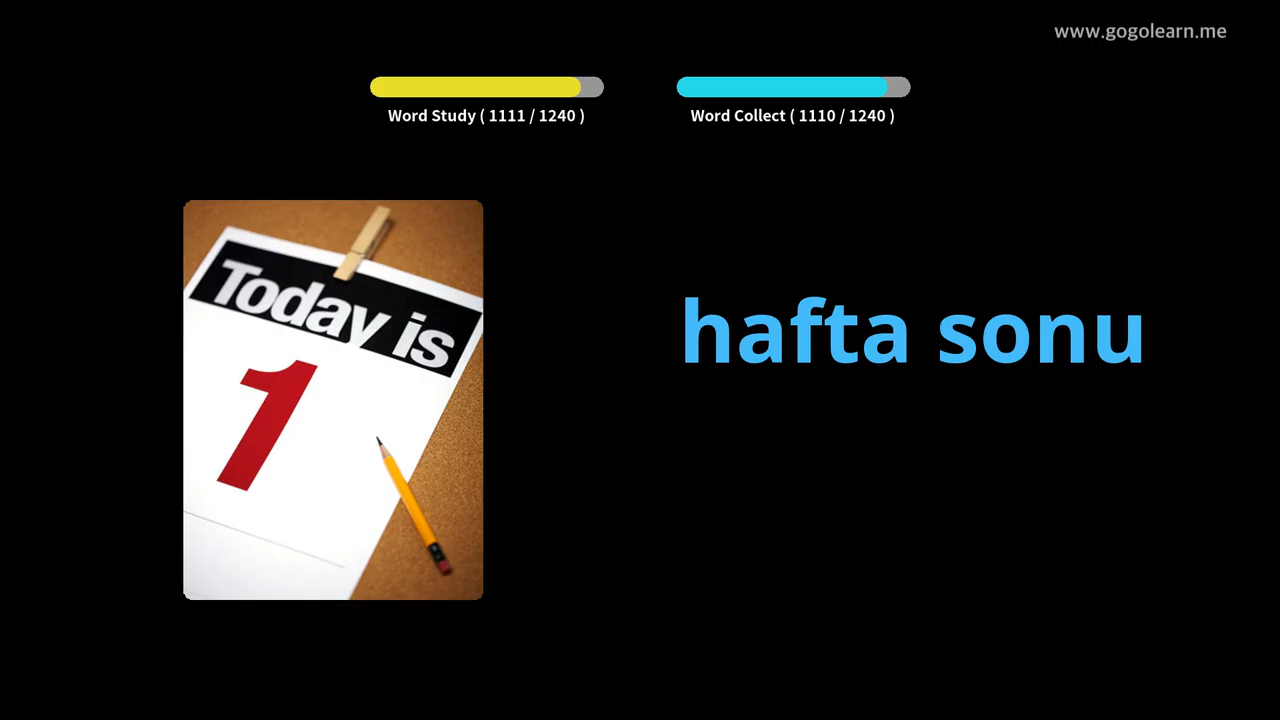 www.gogolearn.me
Word Study ( 1111 / 1240 )
Word Collect ( 1110 / 1240 )
Today is
1
hafta sonu